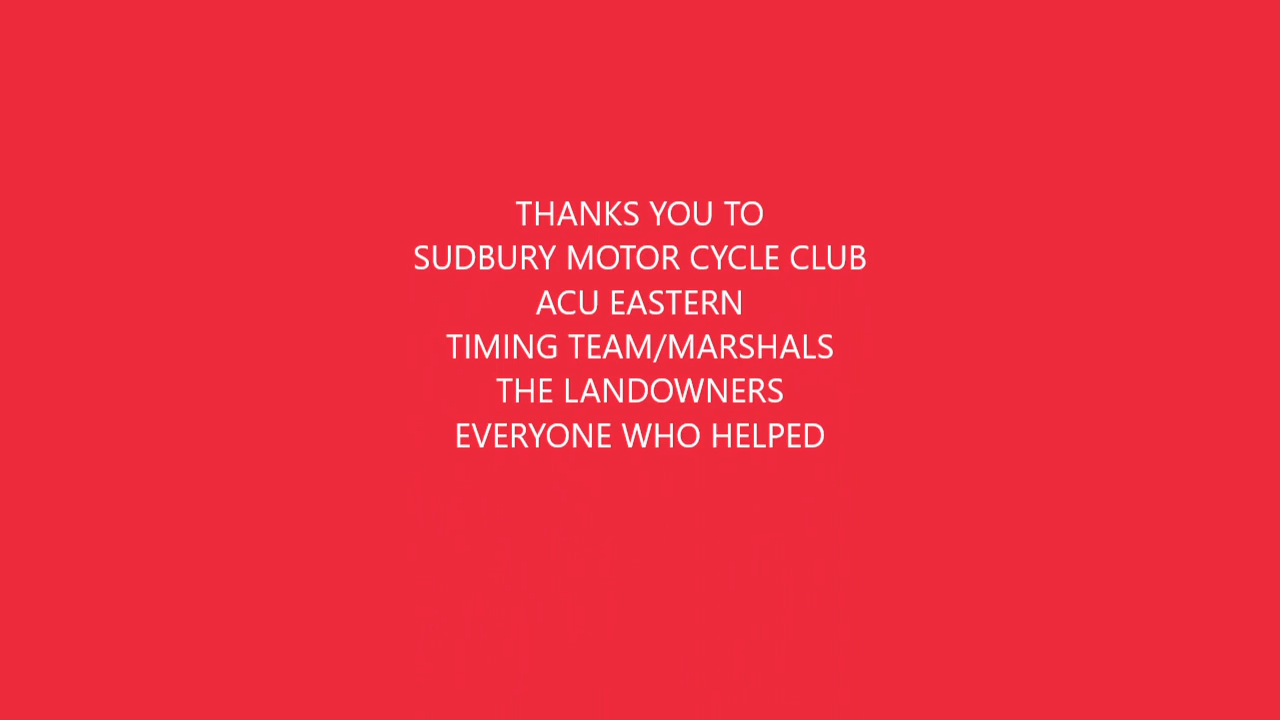 THANKS YOU TO
SUDBURY MOTOR CYCLE CLUB
ACU EASTERN
TIMING TEAM/MARSHALS
THE LANDOWNERS
EVERYONE WHO HELPED